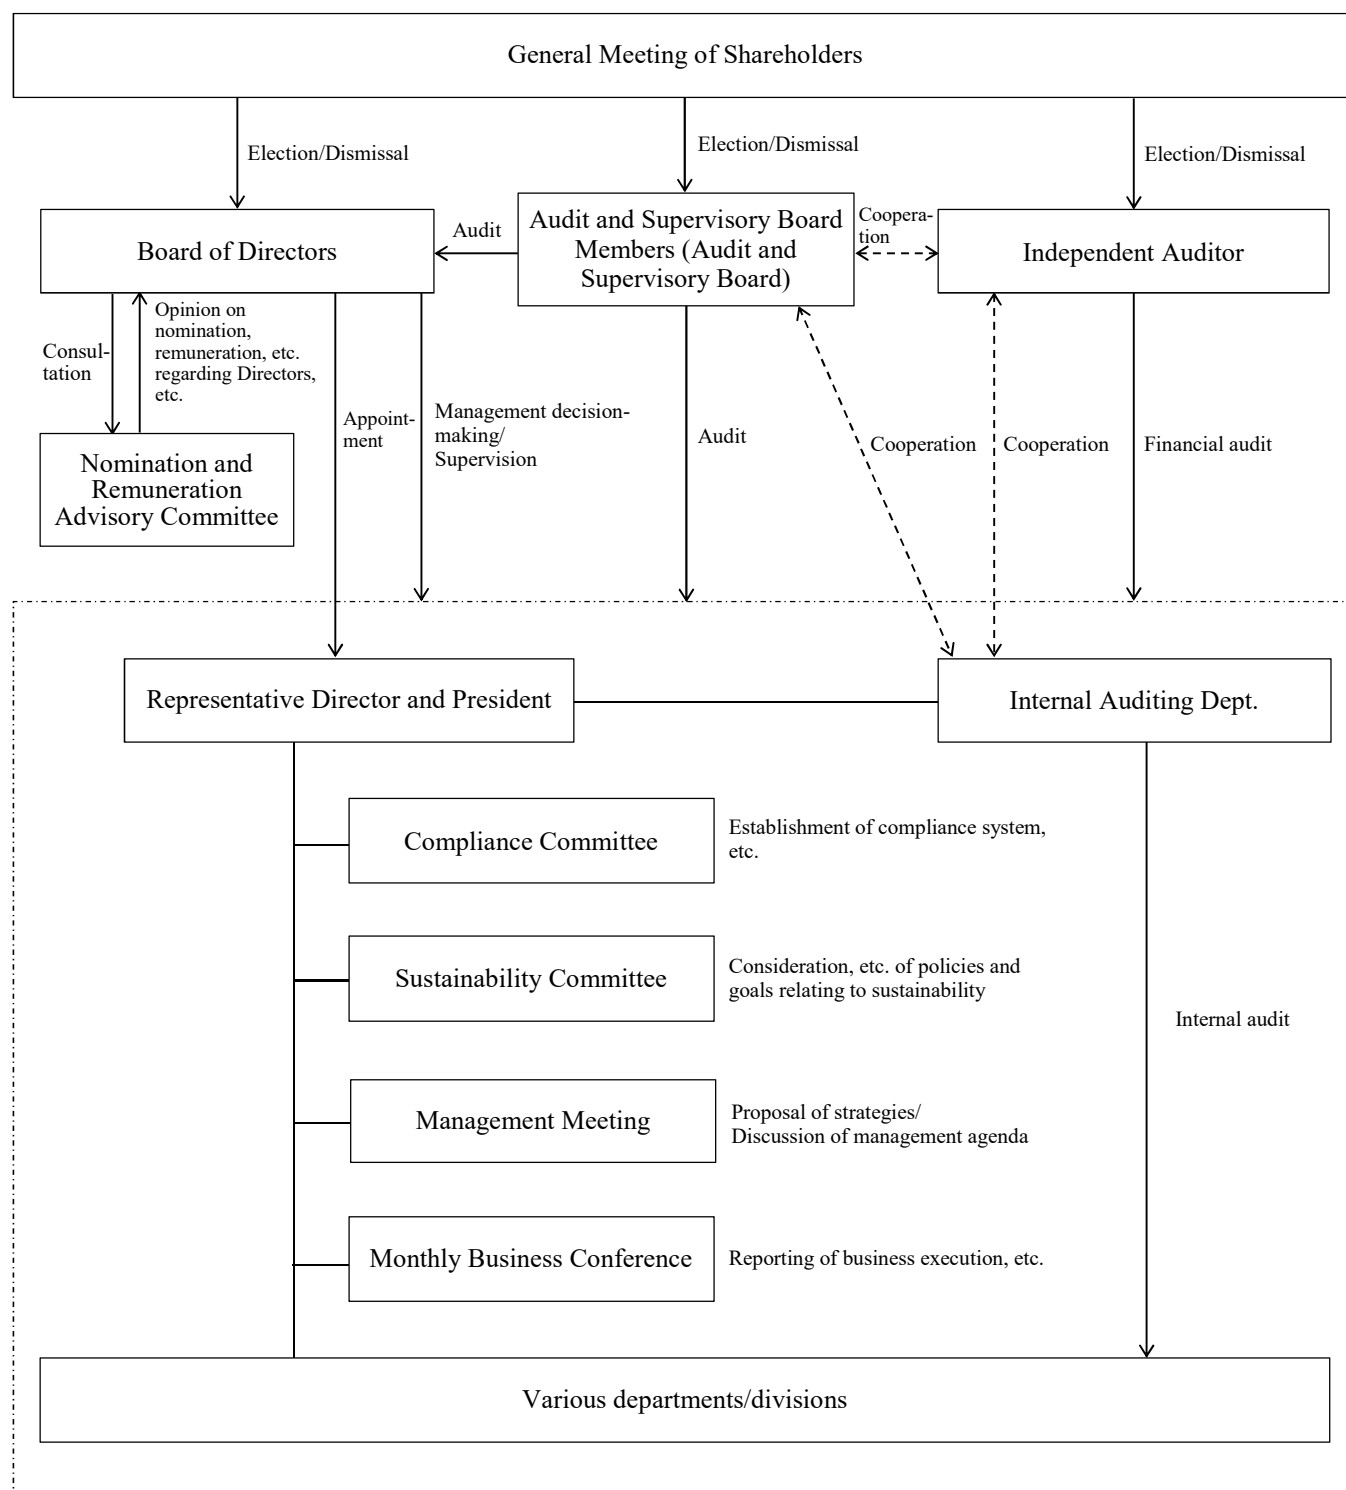 General Meeting of Shareholders
Election/Dismissal
Election/Dismissal
Election/Dismissal
Board of Directors
Audit
Audit and Supervisory Board
Members (Audit and
Supervisory Board)
Coopera-
tion
Independent Auditor
Consul-
tation
Opinion on
nomination,
remuneration, etc.
regarding Directors,
etc.
Appoint-
ment
Management decision-
making/
Supervision
Audit
Cooperation
Cooperation
Financial audit
Nomination and
Remuneration
Advisory Committee
Representative Director and President
Internal Auditing Dept.
Compliance Committee
Establishment of compliance system,
etc.
Sustainability Committee
Consideration, etc. of policies and
goals relating to sustainability
Internal audit
Management Meeting
Proposal of strategies/
Discussion of management agenda
Monthly Business Conference
Reporting of business execution, etc.
Various departments/divisions